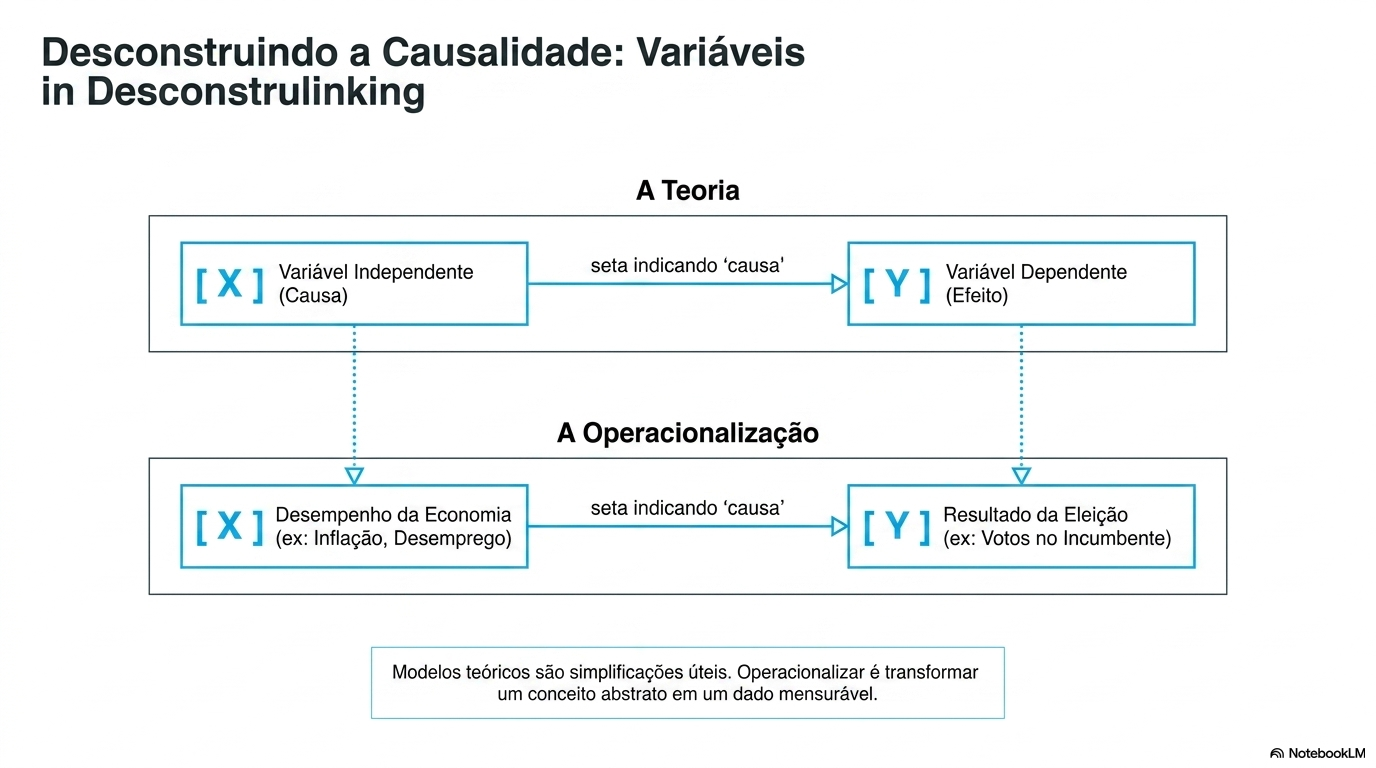 Desconstruindo a Causalidade: Variáveis
in Desconstrulinking
A Teoria
[ X ] Variável Independente
(Causa)
seta indicando ‘causa’
[ Y ] Variável Dependente
(Efeito)
A Operacionalização
[ X ] Desempenho da Economia
(ex: Inflação, Desemprego)
seta indicando ‘causa’
[ Y ] Resultado da Eleição
(ex: Votos no Incumbente)
Modelos teóricos são simplificações úteis. Operacionalizar é transformar
um conceito abstrato em um dado mensurável.
NotebookLM